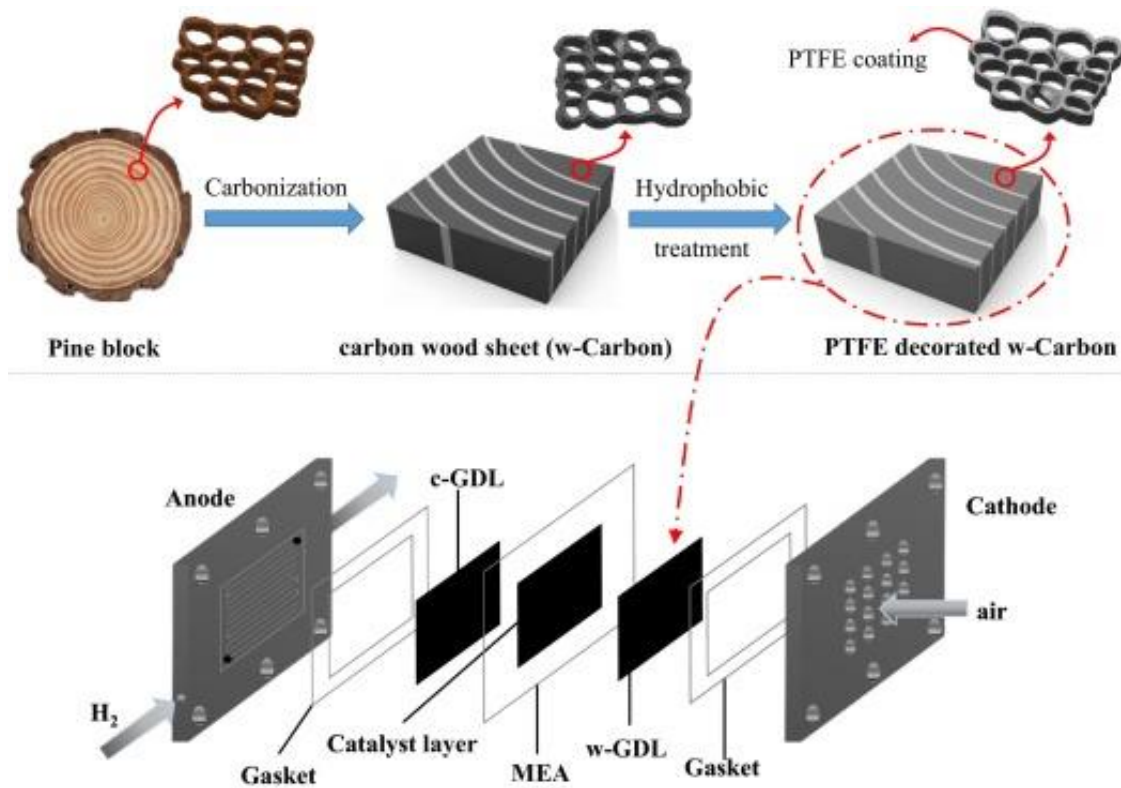 PTFE coating
Carbonization
Hydrophobic
treatment
Pine block
carbon wood sheet (w-Carbon)
PTFE decorated w-Carbon
c-GDL
Anode
Cathode
air
H₂
Catalyst layer
w-GDL
Gasket
MEA
Gasket